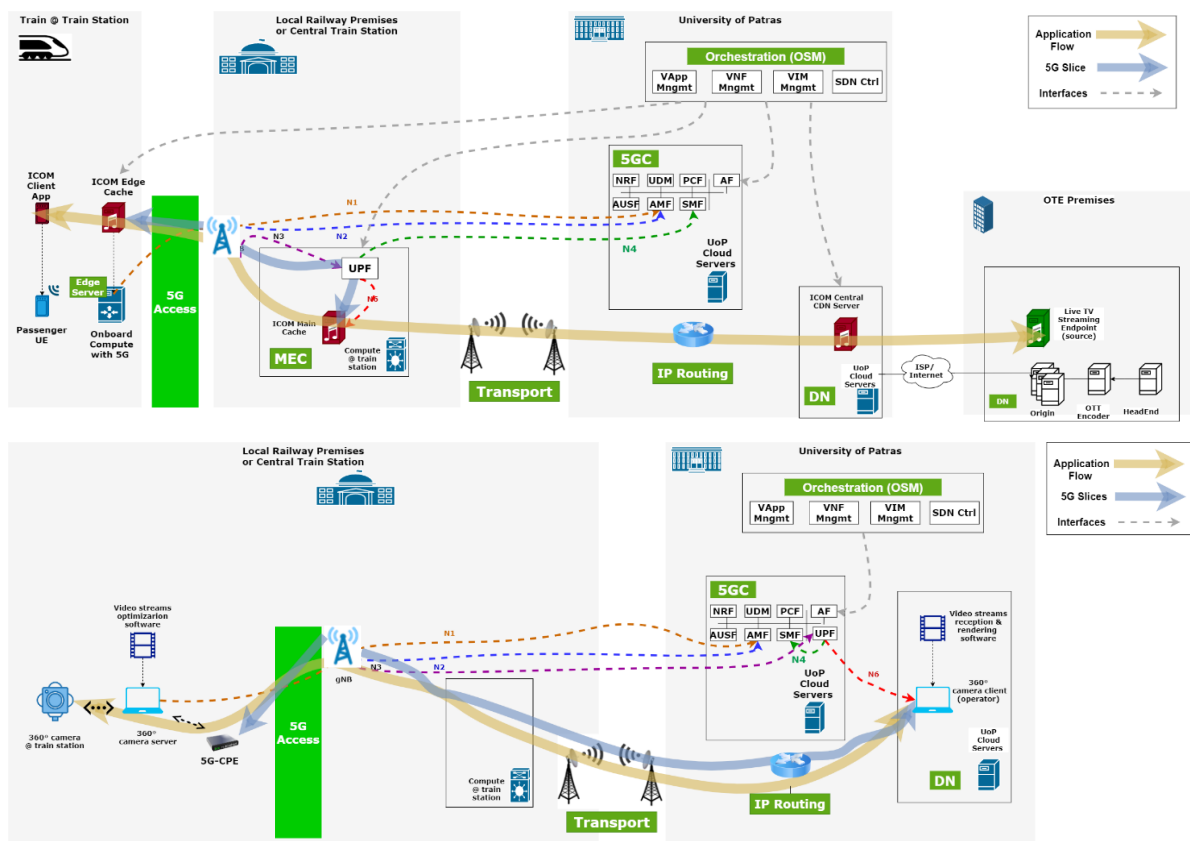 Train @ Train Station
Local Railway Premises
or Central Train Station
University of Patras
Application
Flow
5G Slice
Interfaces
Orchestration (OSM)
VApp
Mngmt
VNF
Mngmt
VIM
Mngmt
SDN Ctrl
5GC
NRF
UDM
PCF
AF
AUSF
AMF
SMF
UoP
Cloud
Servers
ICOM
Client
App
ICOM Edge
Cache
N1
N2
N3
N4
N6
UPF
Edge
Server
5G
Access
Passenger
UE
Onboard
Compute
with 5G
ICOM Main
Cache
MEC
Compute
@ train
station
Transport
IP Routing
ICOM Central
CDN Server
UoP
Cloud
Servers
DN
OTE Premises
Live TV
Streaming
Endpoint
(source)
ISP/
Internet
DN
Origin
OTT
Encoder
HeadEnd
Local Railway Premises
or Central Train Station
University of Patras
Application
Flow
5G Slices
Interfaces
Orchestration (OSM)
VApp
Mngmt
VNF
Mngmt
VIM
Mngmt
SDN Ctrl
5GC
NRF
UDM
PCF
AF
AUSF
AMF
SMF
UPF
N4
UoP
Cloud
Servers
Video streams
optimizarion
software
N1
N2
N3
gNB
N6
Video streams
reception &
rendering
software
360°
camera client
(operator)
UoP
Cloud
Servers
DN
360° camera
@ train station
360°
camera server
5G-CPE
5G
Access
Compute
@ train
station
Transport
IP Routing